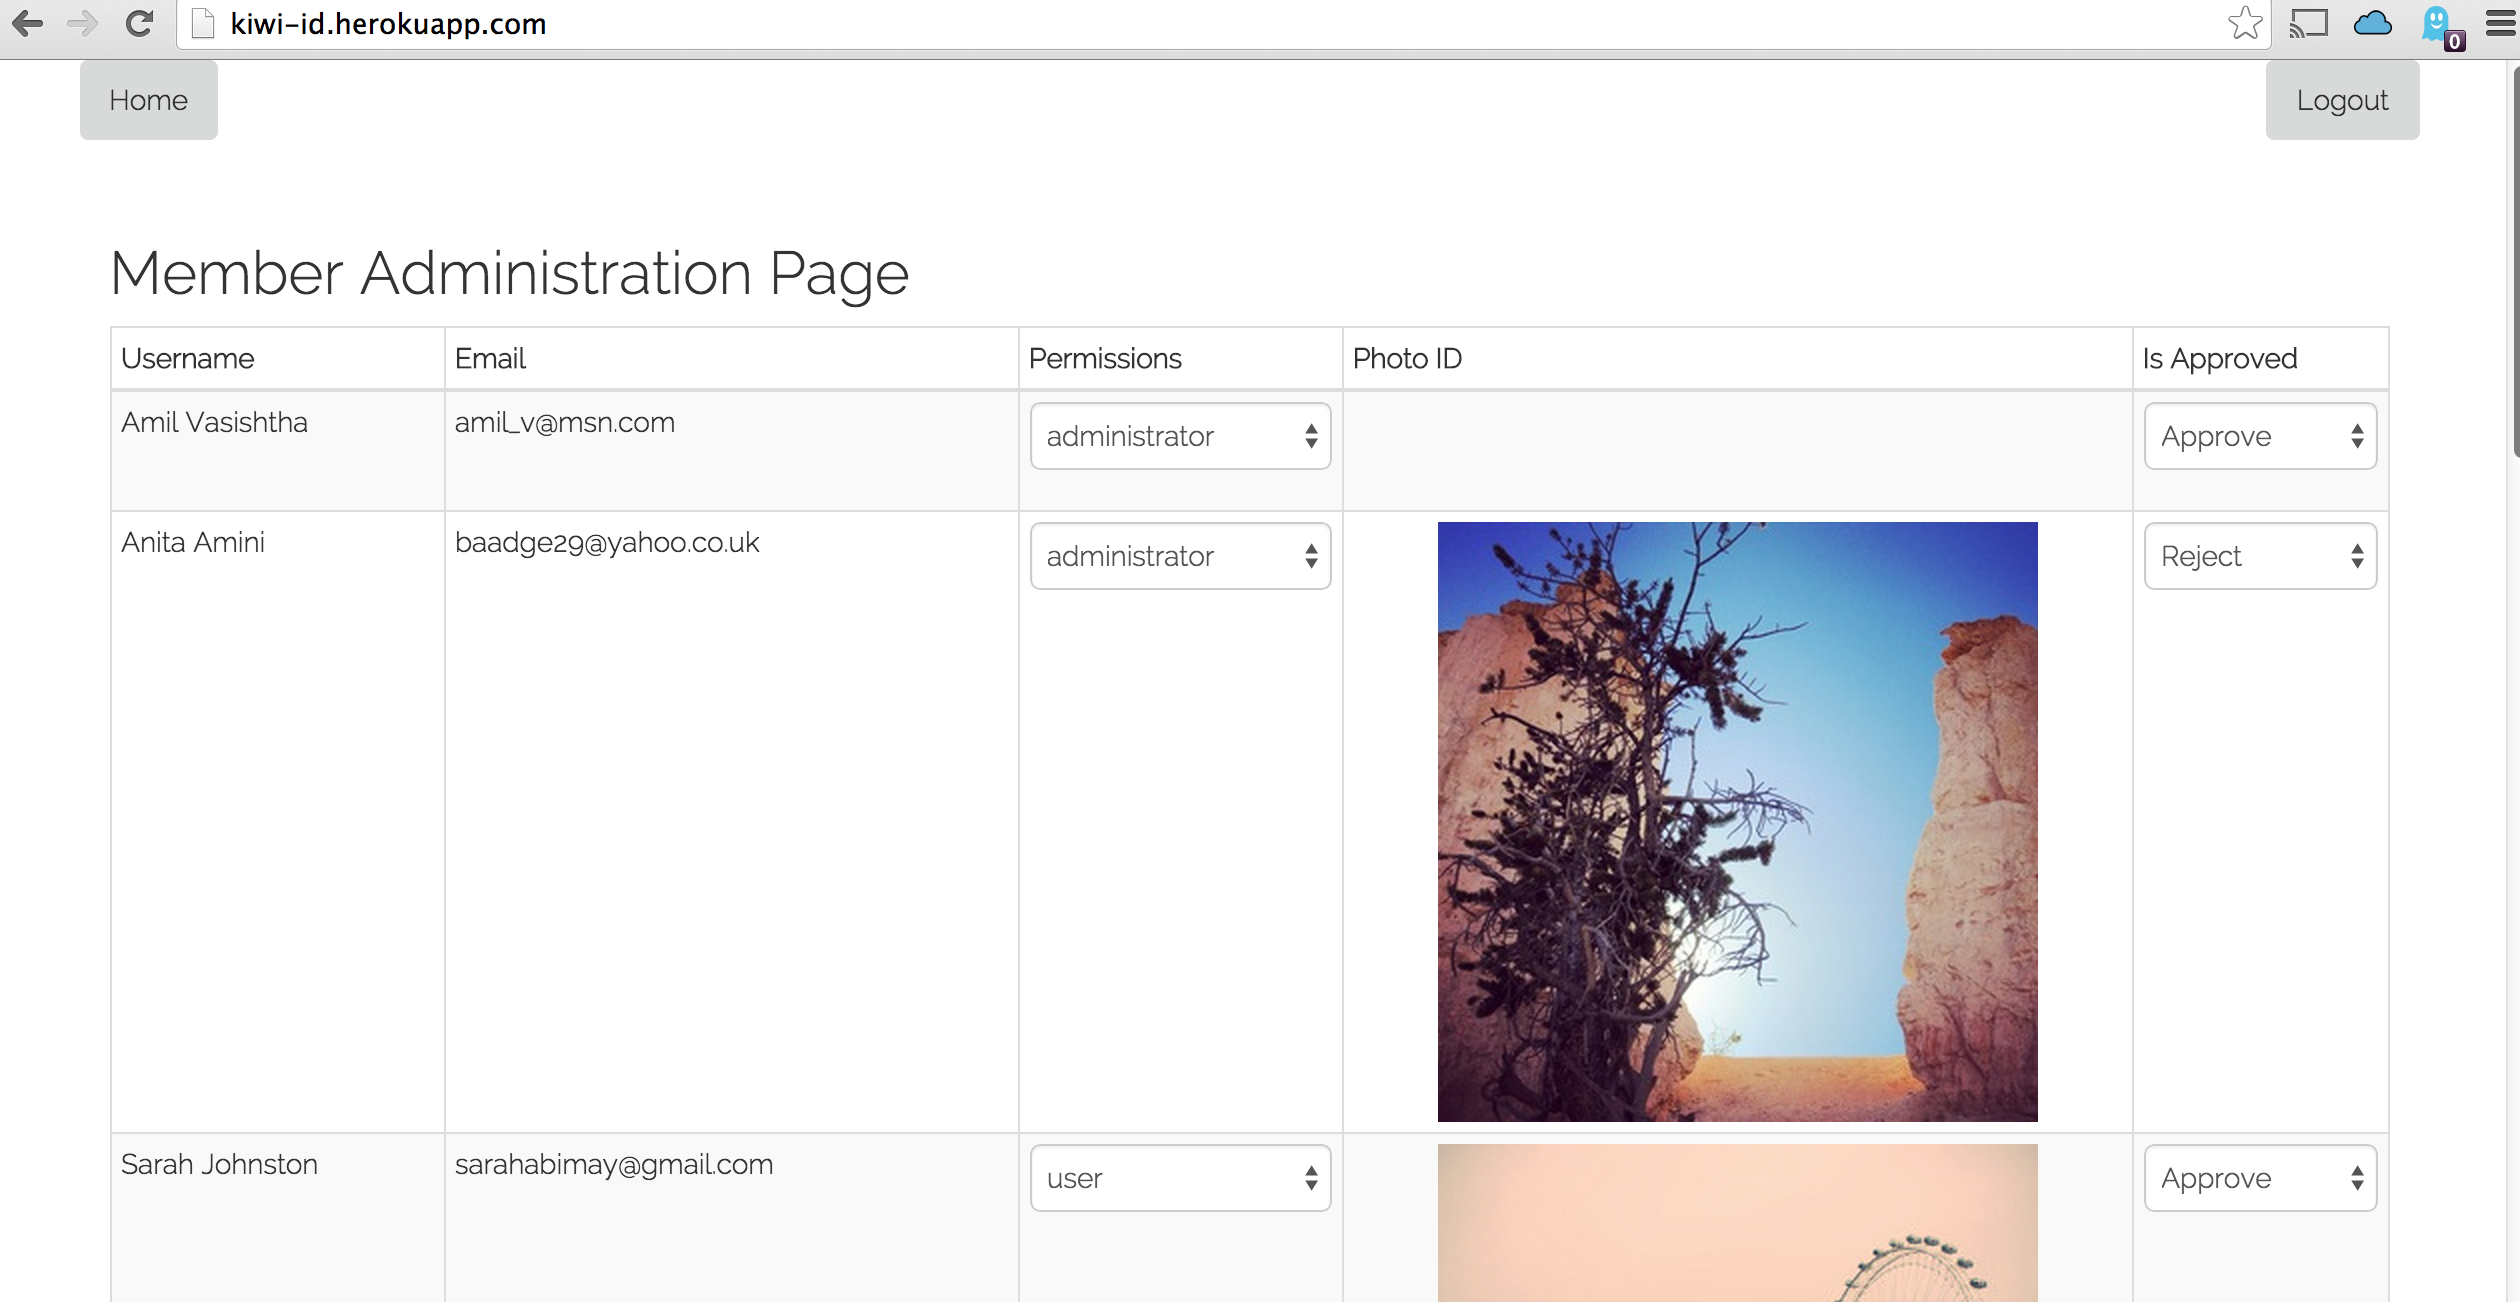 kiwi-id.herokuapp.com
0
Home
Logout
Member Administration Page
Username Email Permissions Photo ID Is Approved
Amil Vasishtha amil_v@msn.com administrator Approve
Anita Amini baadge29@yahoo.co.uk administrator Reject
Sarah Johnston sarahabimay@gmail.com user Approve